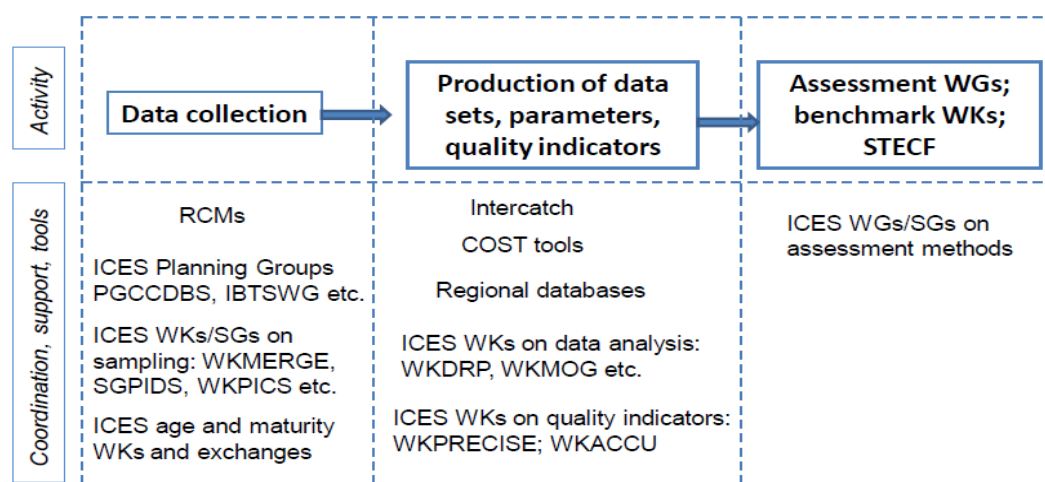 Activity
Data collection
Production of data
sets, parameters,
quality indicators
Assessment WGs;
benchmark WKs;
STECF
Coordination, support, tools
RCMs
ICES Planning Groups
PGCCDBS, IBTSWG etc.
ICES WKs/SGs on
sampling: WKMERGE,
SGPIDS, WKPICS etc.
ICES age and maturity
WKs and exchanges
Intercatch
COST tools
Regional databases
ICES WKs on data analysis:
WKDRP, WKMOG etc.
ICES WKs on quality indicators:
WKPRECISE; WKACCU
ICES WGs/SGs on
assessment methods